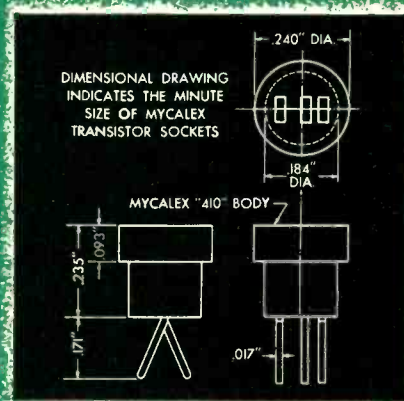 .240" DIA.
DIMENSIONAL DRAWING
INDICATES THE MINUTE
SIZE OF MYCALEX
TRANSISTOR SOCKETS
.184"
DIA.
MYCALEX "410" BODY
.093"
.235"
.171"
.017"